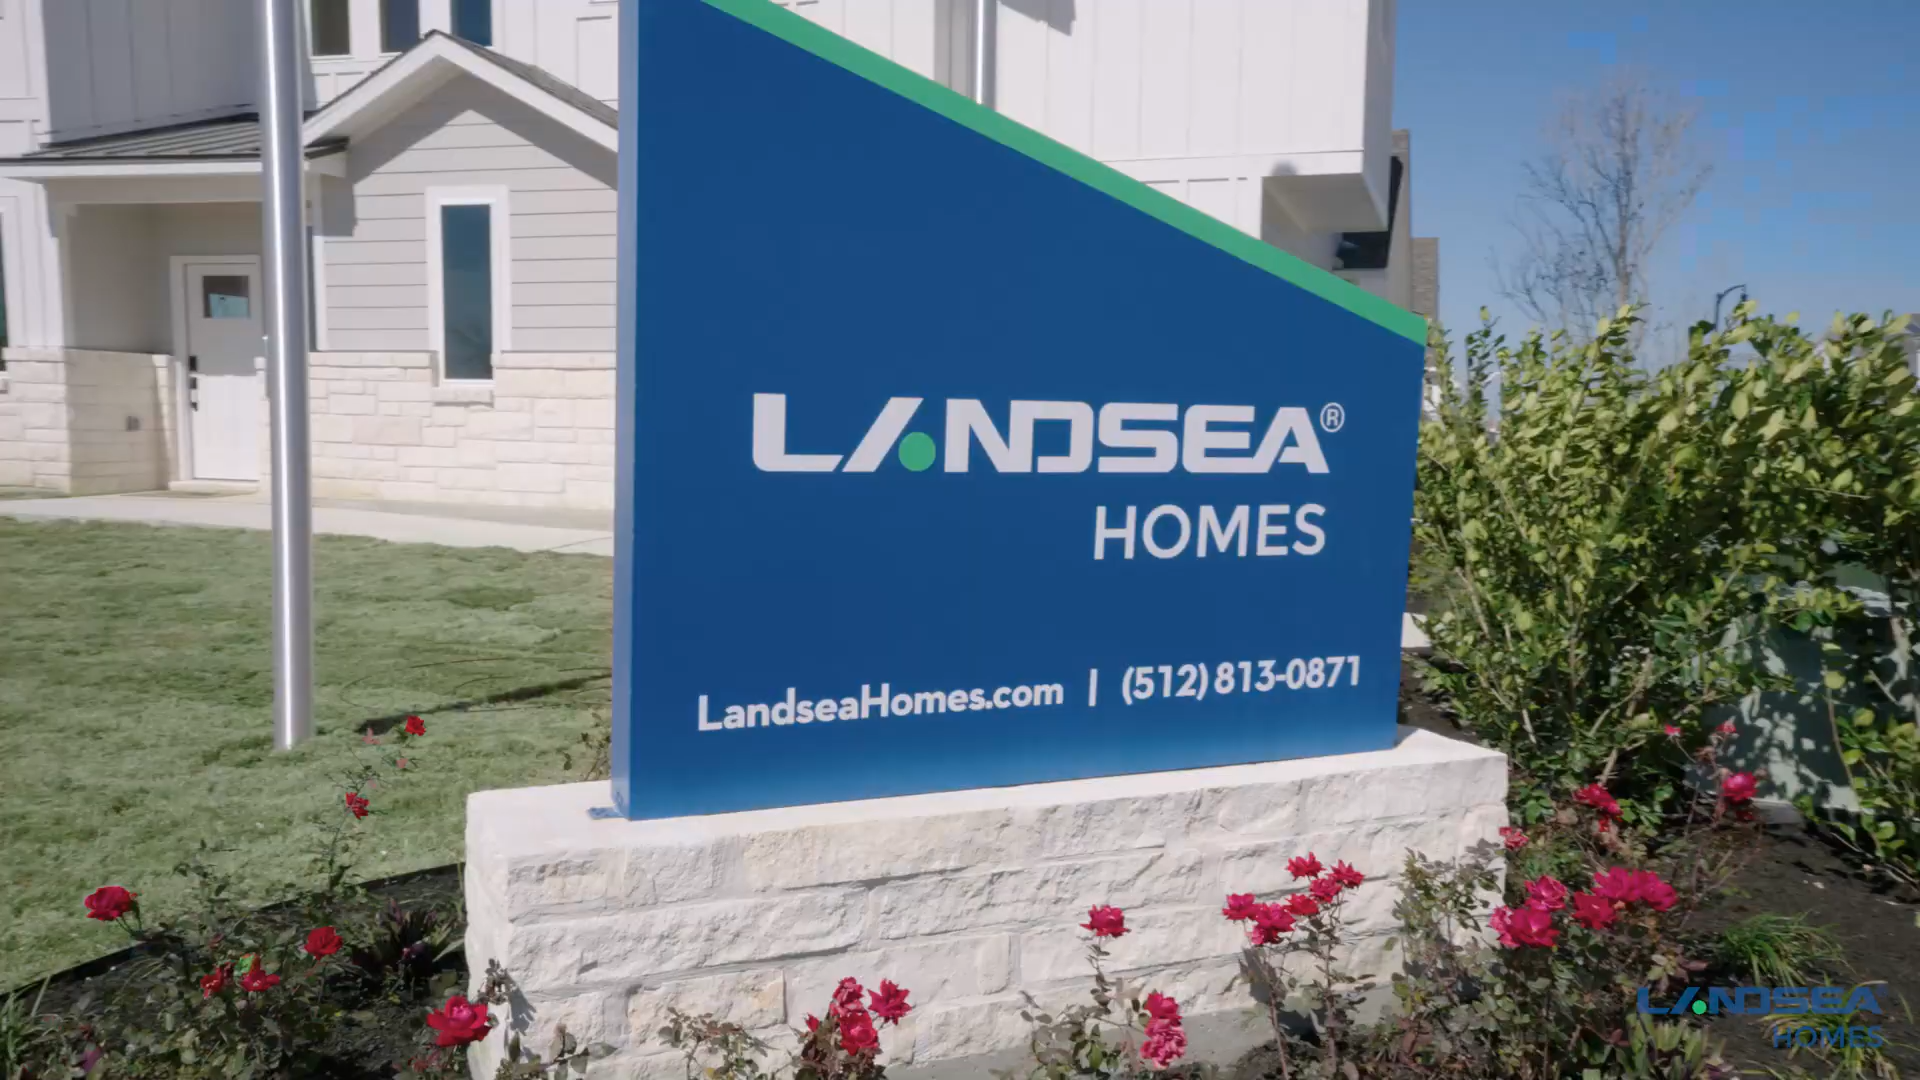 LANDSEA®
HOMES
LandseaHomes.com | (512) 813-0871
LANDSEA
HOMES